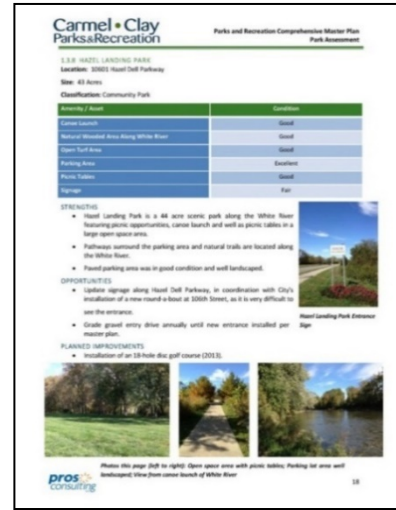 Carmel • Clay
Parks&Recreation
Parks and Recreation Comprehensive Master Plan
Park Assessment
1.3.8 HAZEL LANDING PARK
Location: 10601 Hazel Dell Parkway
Size: 43 Acres
Classification: Community Park
Amenity / Asset Condition
Canoe Launch Good
Natural Wooded Area Along White River Good
Open Turf Area Good
Parking Area Excellent
Picnic Tables Good
Signage Fair
STRENGTHS
• Hazel Landing Park is a 44 acre scenic park along the White River
featuring picnic opportunities, canoe launch and well as picnic tables in a
large open space area.
• Pathways surround the parking area and natural trails are located along
the White River.
• Paved parking area was in good condition and well landscaped.
OPPORTUNITIES
• Update signage along Hazel Dell Parkway, in coordination with City's
installation of a new round-a-bout at 106th Street, as it is very difficult to
see the entrance.
• Grade gravel entry drive annually until new entrance installed per
master plan.
Hazel Landing Park Entrance
Sign
PLANNED IMPROVEMENTS
• Installation of an 18-hole disc golf course (2013).
Photos this page (left to right): Open space area with picnic tables; Parking lot area well
landscaped; View from canoe launch of White River
pros
consulting
18